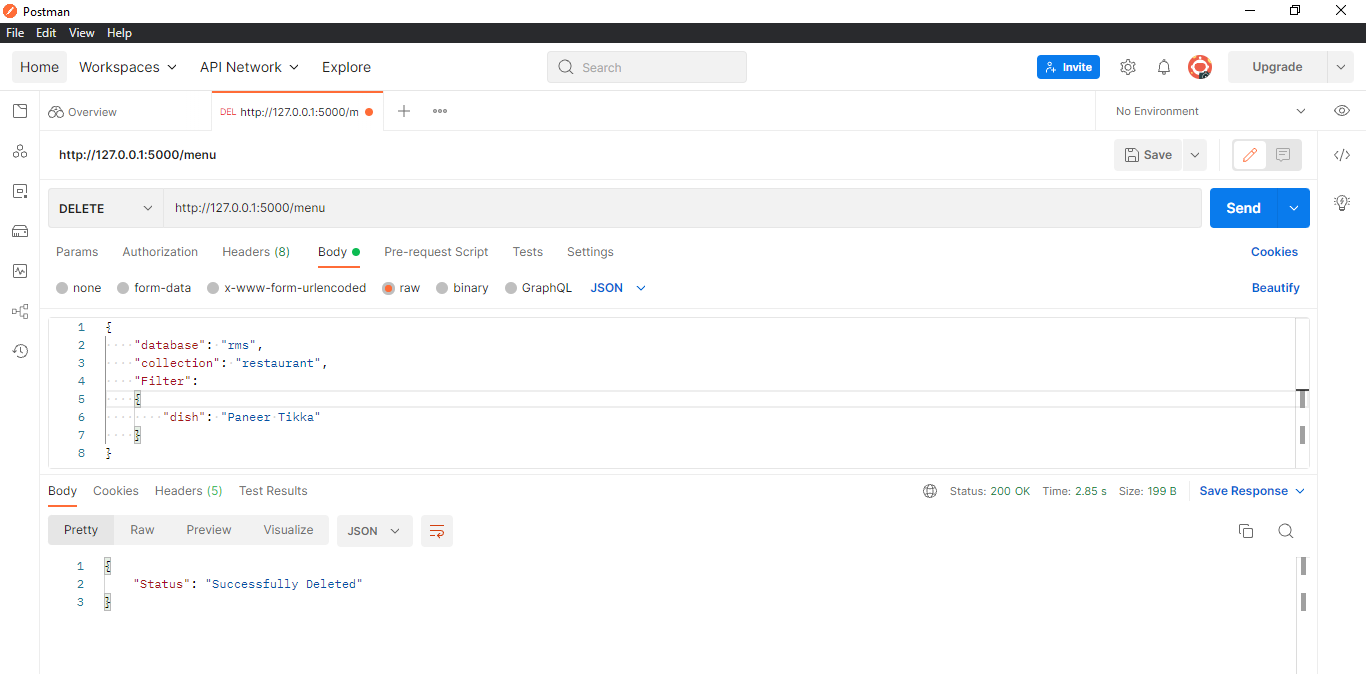 Postman
File Edit View Help
Home Workspaces API Network Explore Search Invite Upgrade
Overview DEL http://127.0.0.1:5000/m No Environment
http://127.0.0.1:5000/menu Save
DELETE http://127.0.0.1:5000/menu Send
Params Authorization Headers (8) Body Pre-request Script Tests Settings Cookies
none form-data x-www-form-urlencoded raw binary GraphQL JSON Beautify
1 {
2 "database": "rms",
3 "collection": "restaurant",
4 "Filter":
5 {
6 "dish": "Paneer Tikka"
7 }
8 }
Body Cookies Headers (5) Test Results Status: 200 OK Time: 2.85 s Size: 199 B Save Response
Pretty Raw Preview Visualize JSON
1 {
2 "Status": "Successfully Deleted"
3 }